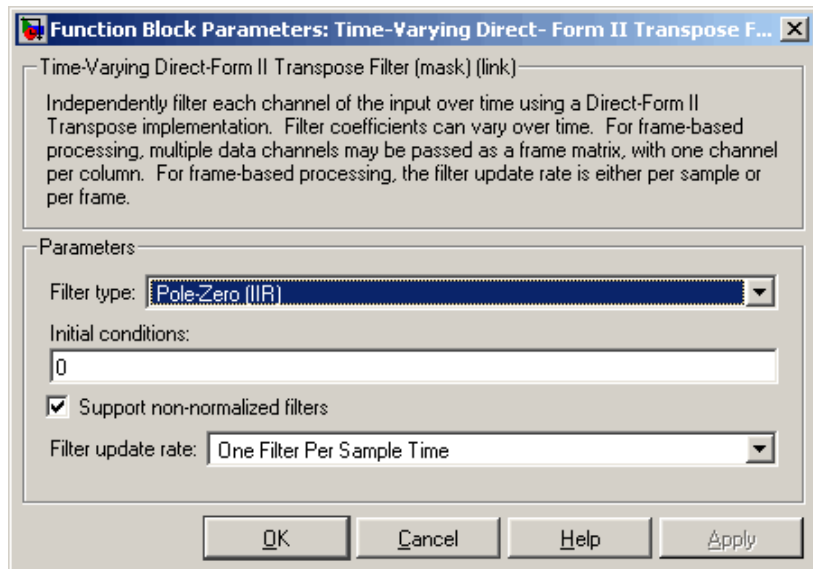 Function Block Parameters: Time-Varying Direct- Form II Transpose F...
Time-Varying Direct-Form II Transpose Filter (mask) (link)
Independently filter each channel of the input over time using a Direct-Form II
Transpose implementation. Filter coefficients can vary over time. For frame-based
processing, multiple data channels may be passed as a frame matrix, with one channel
per column. For frame-based processing, the filter update rate is either per sample or
per frame.
Parameters
Filter type: Pole-Zero (IIR)
Initial conditions:
0
Support non-normalized filters
Filter update rate: One Filter Per Sample Time
OK Cancel Help Apply